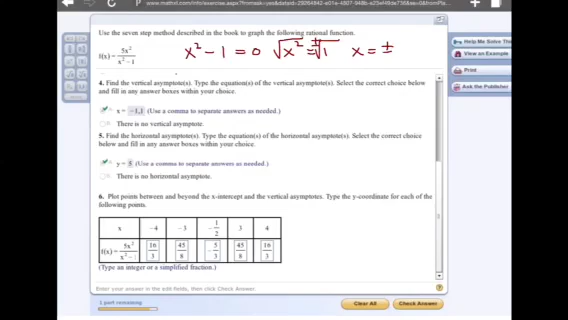 www.mathxl.com/info/exercise.aspx?
Use the seven step method described in the book to graph the following rational function.
f(x) = 5x² / x² − 1
x² − 1 = 0 √x² = ±√1 x = ±
4. Find the vertical asymptote(s). Type the equation(s) of the vertical asymptote(s). Select the correct choice below
and fill in any answer boxes within your choice.
x = −1,1 (Use a comma to separate answers as needed.)
There is no vertical asymptote.
5. Find the horizontal asymptote(s). Type the equation(s) of the horizontal asymptote(s). Select the correct choice
below and fill in any answer boxes within your choice.
y = 5 (Use a comma to separate answers as needed.)
There is no horizontal asymptote.
6. Plot points between and beyond the x-intercept and the vertical asymptotes. Type the y-coordinate for each of the
following points.
x −4 −3 −1/2 3 4
f(x) = 5x² / x² − 1 16/3 45/8 −5/3 45/8 16/3
(Type an integer or a simplified fraction.)
Enter your answer in the edit fields, then click Check Answer.
1 part remaining
Clear All
Check Answer
Help Me Solve This
View an Example
Print
Ask the Publisher